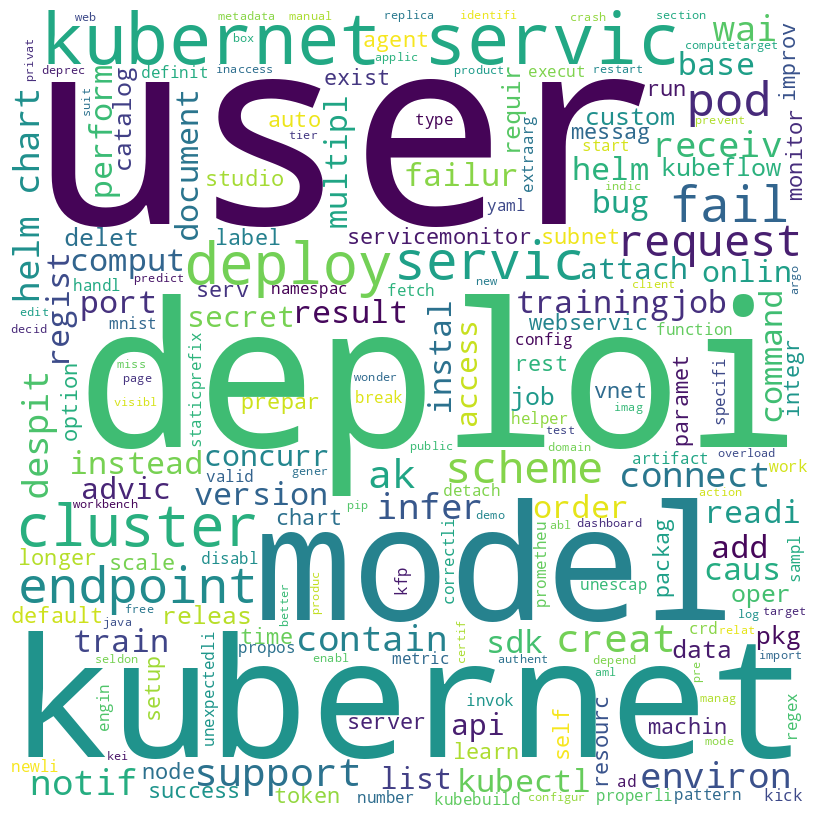 web metadata manual replica identifi crash section
kubernet servic agent box applic computetarget wai
privat deprec suit catalog definit inaccess exist product execut restart base improv
user
perform auto tier multipl type requir extraarg run custom messag start prevent pod monitor
helm chart document studio failur yaml helm indic receiv kubeflow bug fail
delet label servicemonitor subnet request
comput deploy servic attach onlin
handl regist port serv namespac fetch client trainingjob argo
edit decid mnist secret result predict new webservic function command integr
deploi
miss page visibl option staticprefix prepar wonder break instal access config rest job helper imag vnet test paramet specifi
despit instead concurr public domain artifact overload work
advic valid gener ak scheme connect
workbench version pip detach action
cluster chart infer demo abl order dashboard packag readi sampl
longer scale disabl correctli prometheu unescap add
endpoint model kfp caus
default free releas better produc oper log target
java train time propos contain certif sdk creat crd relat data pkg import
kubernet
seldon unexpectedli enabl metric authent depend aml pre
engin setup server invok api self resourc machin manag regex
kei learn mode
newli notif node support list kubectl ad environ
success token number kubebuild configur properli pattern kick